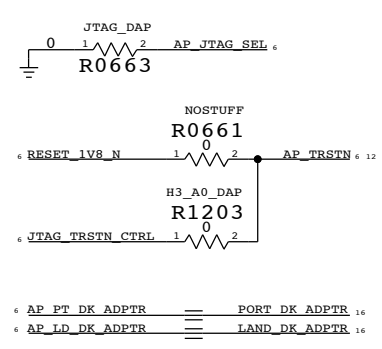 JTAG_DAP
0 1 2 AP_JTAG_SEL 6
R0663
NOSTUFF
R0661
0
6 RESET_1V8_N 1 2 AP_TRSTN 6 12
H3_A0_DAP
R1203
0
6 JTAG_TRSTN_CTRL 1 2
6 AP_PT_DK_ADPTR PORT_DK_ADPTR 16
6 AP_LD_DK_ADPTR LAND_DK_ADPTR 16